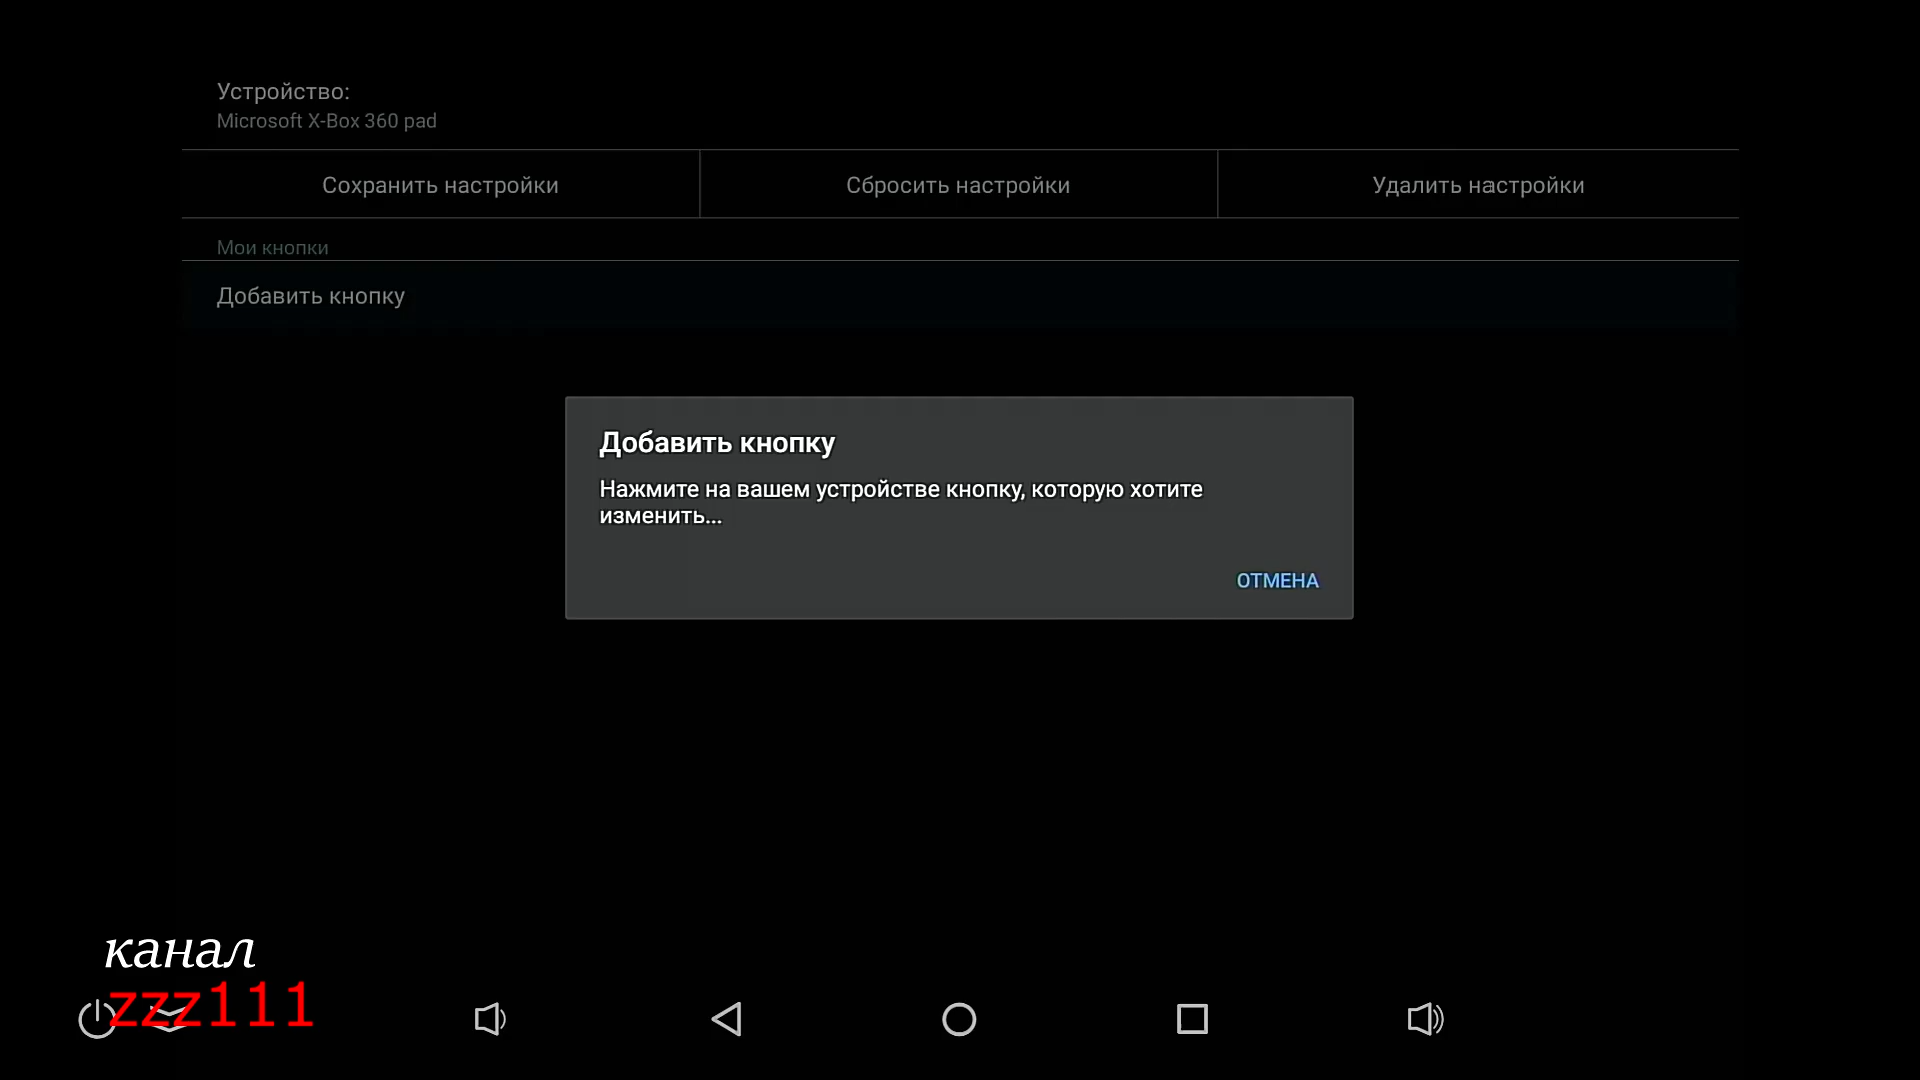 Устройство:
Microsoft X-Box 360 pad
Сохранить настройки
Сбросить настройки
Удалить настройки
Мои кнопки
Добавить кнопку
Добавить кнопку
Нажмите на вашем устройстве кнопку, которую хотите
изменить...
ОТМЕНА
канал
zzz111